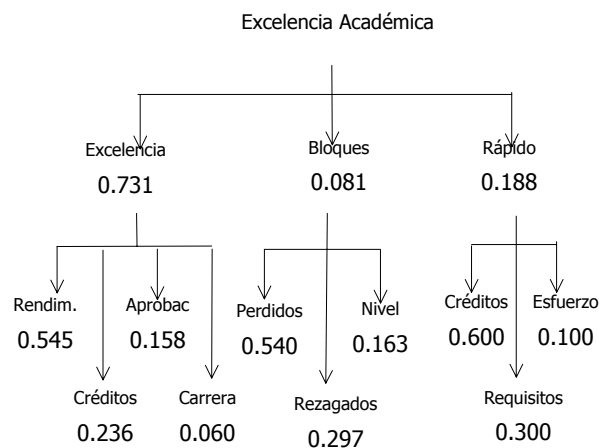 Excelencia Académica
Excelencia
Bloques
Rápido
0.731
0.081
0.188
Rendim.
Aprobac
Perdidos
Nivel
Créditos
Esfuerzo
0.545
0.158
0.540
0.163
0.600
0.100
Créditos
Carrera
Rezagados
Requisitos
0.236
0.060
0.297
0.300